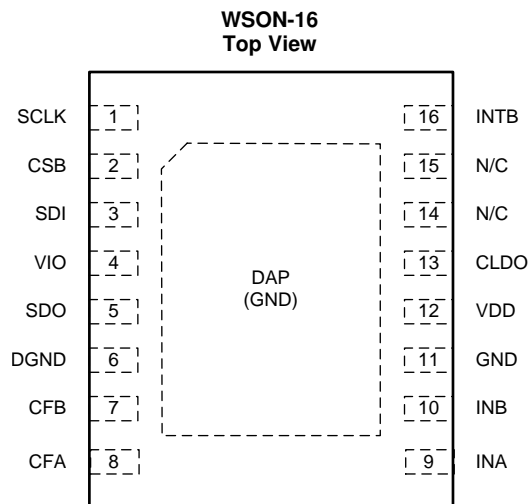 WSON-16
Top View
SCLK 1 16 INTB
CSB 2 15 N/C
SDI 3 14 N/C
VIO 4 13 CLDO
DAP
(GND)
SDO 5 12 VDD
DGND 6 11 GND
CFB 7 10 INB
CFA 8 9 INA